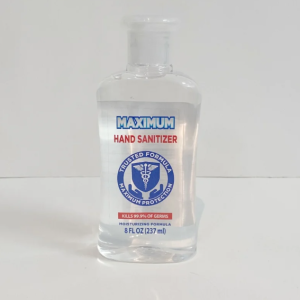 MAXIMUM
HAND SANITIZER
TRUSTED FORMULA
MAXIMUM PROTECTION
KILLS 99.9% OF GERMS
MOISTURIZING FORMULA
8 FL OZ (237 ml)